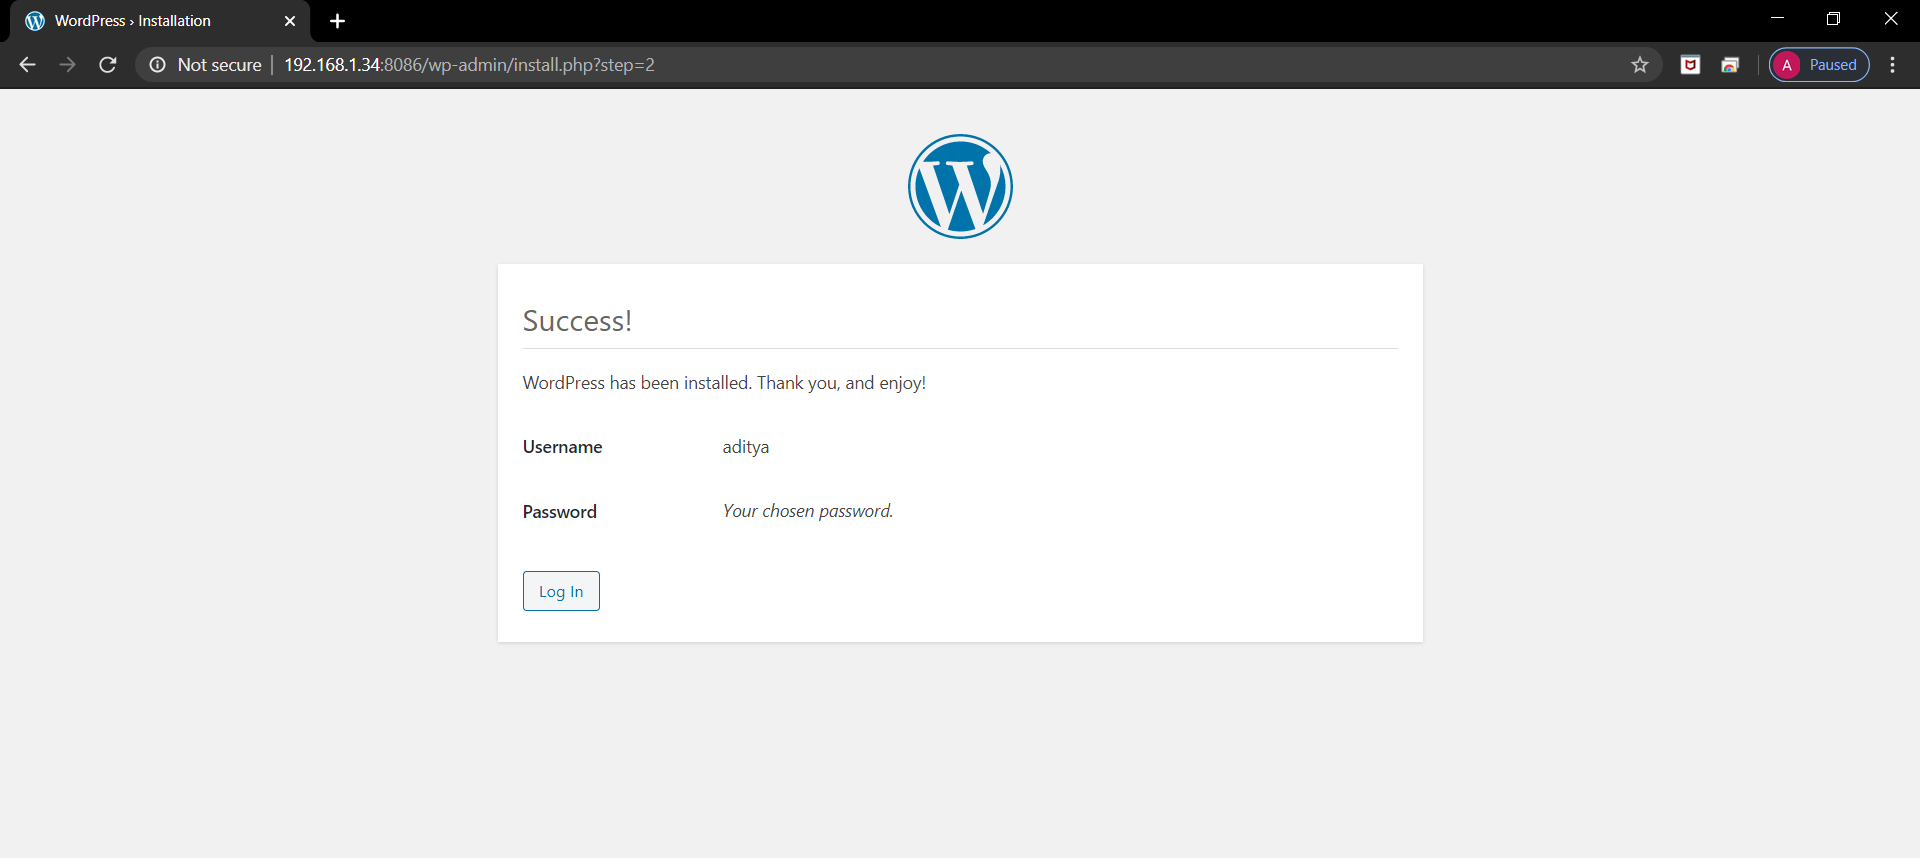 WordPress › Installation
Not secure
192.168.1.34:8086/wp-admin/install.php?step=2
A
Paused
Success!
WordPress has been installed. Thank you, and enjoy!
Username aditya
Password Your chosen password.
Log In